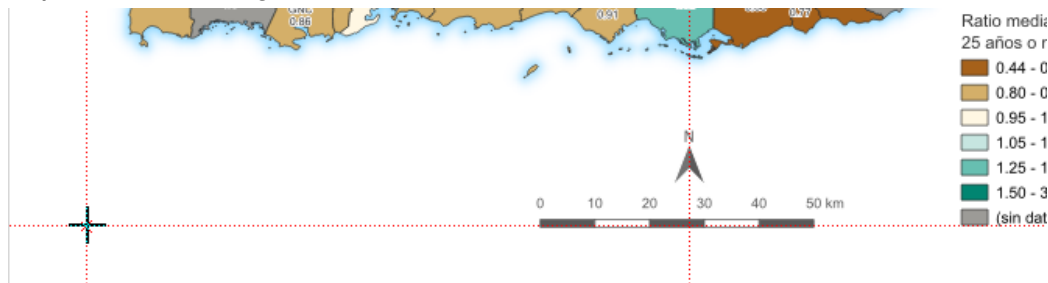 GNC
0.86
0.91
0.77
Ratio media
25 años o
0.44 - 0
0.80 - 0
0.95 - 1
1.05 - 1
1.25 - 1
1.50 - 3
(sin dat
N
0 10 20 30 40 50 km